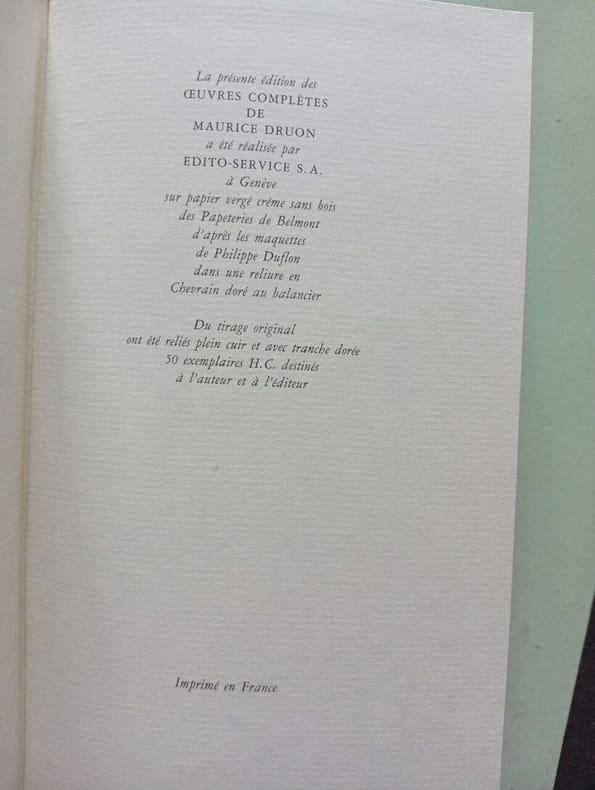 La présente édition des
ŒUVRES COMPLÈTES
DE
MAURICE DRUON
a été réalisée par
EDITO-SERVICE S.A.
à Genève
sur papier vergé crème sans bois
des Papeteries de Belmont
d'après les maquettes
de Philippe Duflon
dans une reliure en
Chevrain doré au balancier
Du tirage original
ont été reliés plein cuir et avec tranche dorée
50 exemplaires H.C. destinés
à l'auteur et à l'éditeur
Imprimé en France